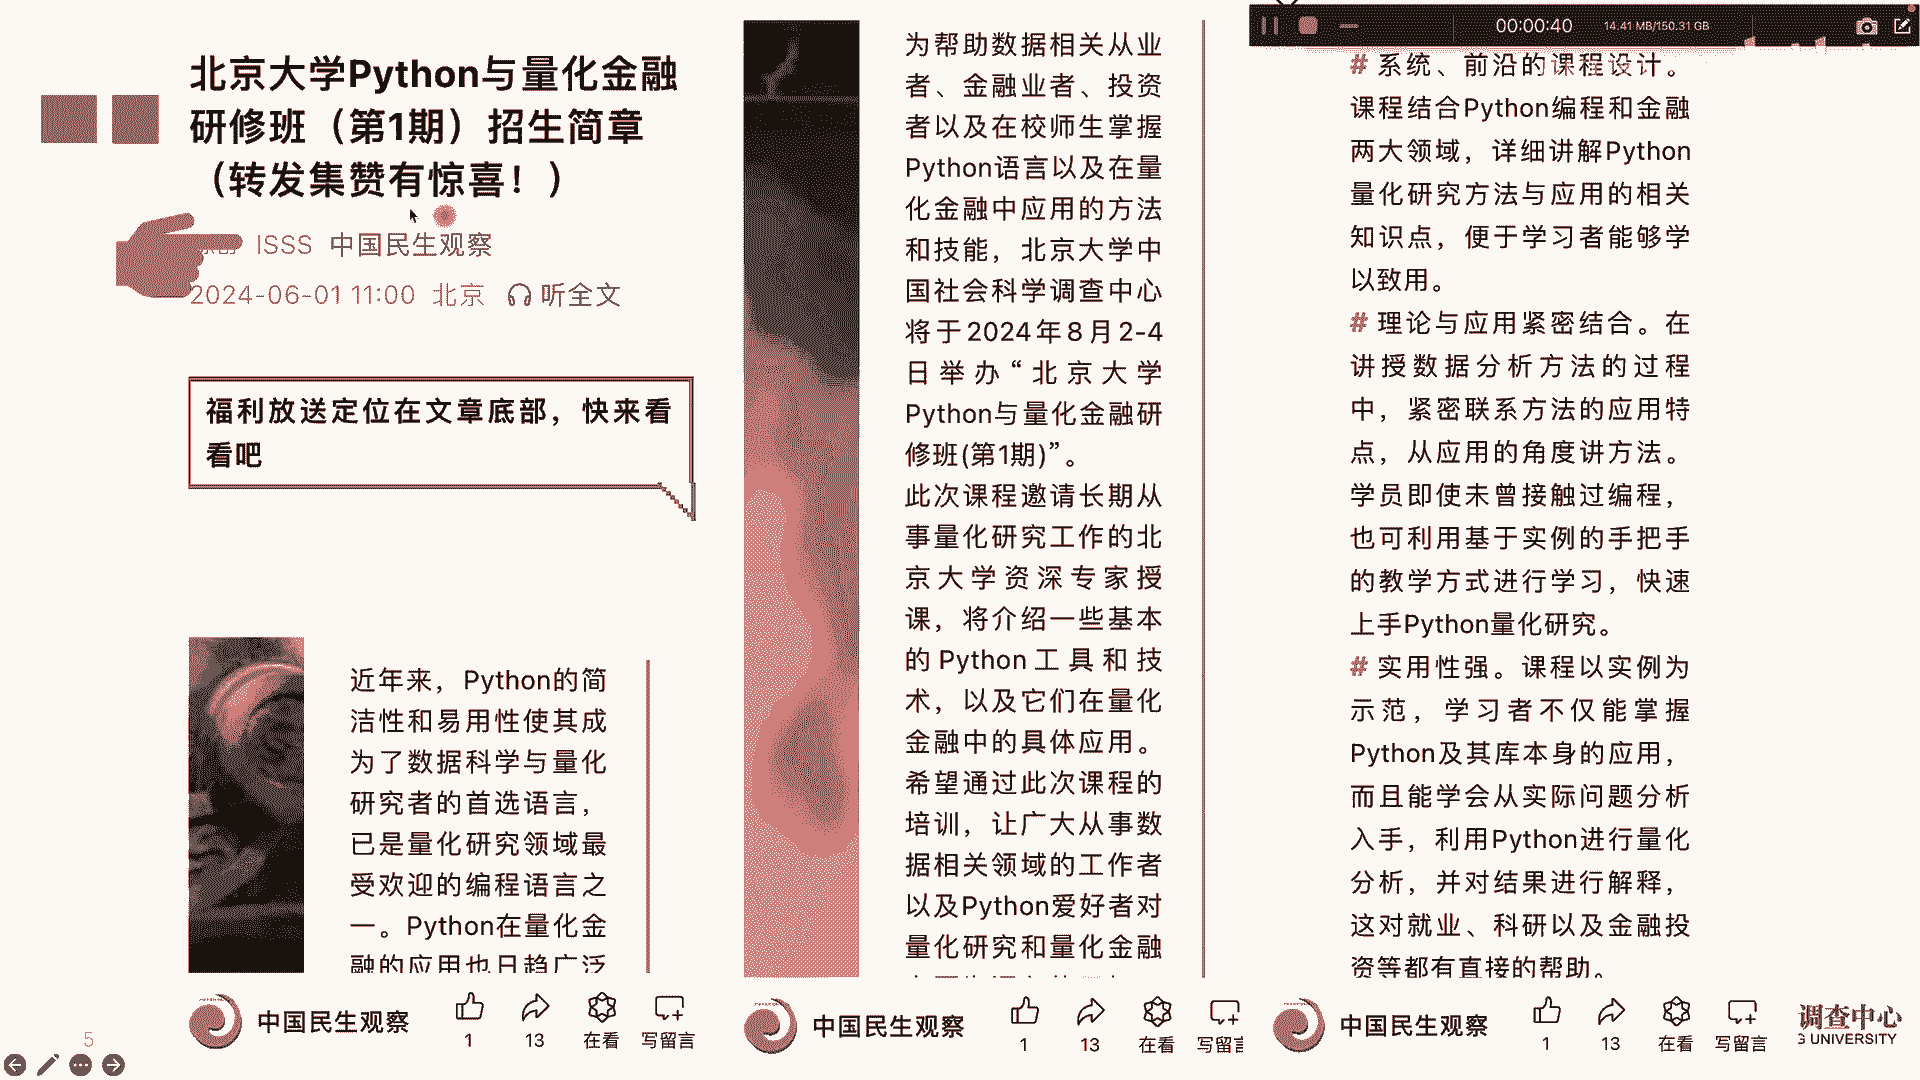 北京大学Python与量化金融
研修班（第1期）招生简章
（转发集赞有惊喜！）
ISSS 中国民生观察
2024-06-01 11:00 北京 听全文
福利放送定位在文章底部，快来看
看吧
近年来，Python的简
洁性和易用性使其成
为了数据科学与量化
研究者的首选语言，
已是量化研究领域最
受欢迎的编程语言之
一。Python在量化金
融的应用也日趋广泛
中国民生观察
1
13
在看
写留言
5
为帮助数据相关从业
者、金融业者、投资
者以及在校师生掌握
Python语言以及在量
化金融中应用的方法
和技能，北京大学中
国社会科学调查中心
将于2024年8月2-4
日举办“北京大学
Python与量化金融研
修班(第1期)”。
此次课程邀请长期从
事量化研究工作的北
京大学资深专家授
课，将介绍一些基本
的Python工具和技
术，以及它们在量化
金融中的具体应用。
希望通过此次课程的
培训，让广大从事数
据相关领域的工作者
以及Python爱好者对
量化研究和量化金融
中国民生观察
1
13
在看
写留言
00:00:40 14.41 MB/150.31 GB
# 系统、前沿的课程设计。
课程结合Python编程和金融
两大领域，详细讲解Python
量化研究方法与应用的相关
知识点，便于学习者能够学
以致用。
# 理论与应用紧密结合。在
讲授数据分析方法的过程
中，紧密联系方法的应用特
点，从应用的角度讲方法。
学员即使未曾接触过编程，
也可利用基于实例的手把手
的教学方式进行学习，快速
上手Python量化研究。
# 实用性强。课程以实例为
示范，学习者不仅能掌握
Python及其库本身的应用，
而且能学会从实际问题分析
入手，利用Python进行量化
分析，并对结果进行解释，
这对就业、科研以及金融投
资等都有直接的帮助。
中国民生观察
1
13
在看
写留言
调查中心
G UNIVERSITY